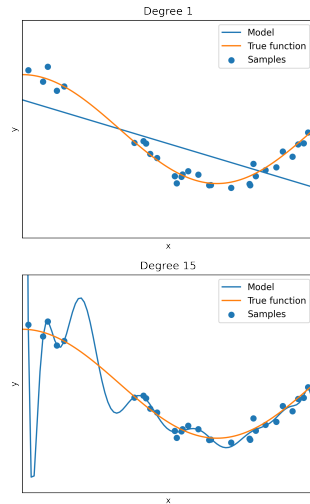 Degree 1
Model
True function
Samples
y
x
Degree 15
Model
True function
Samples
y
x